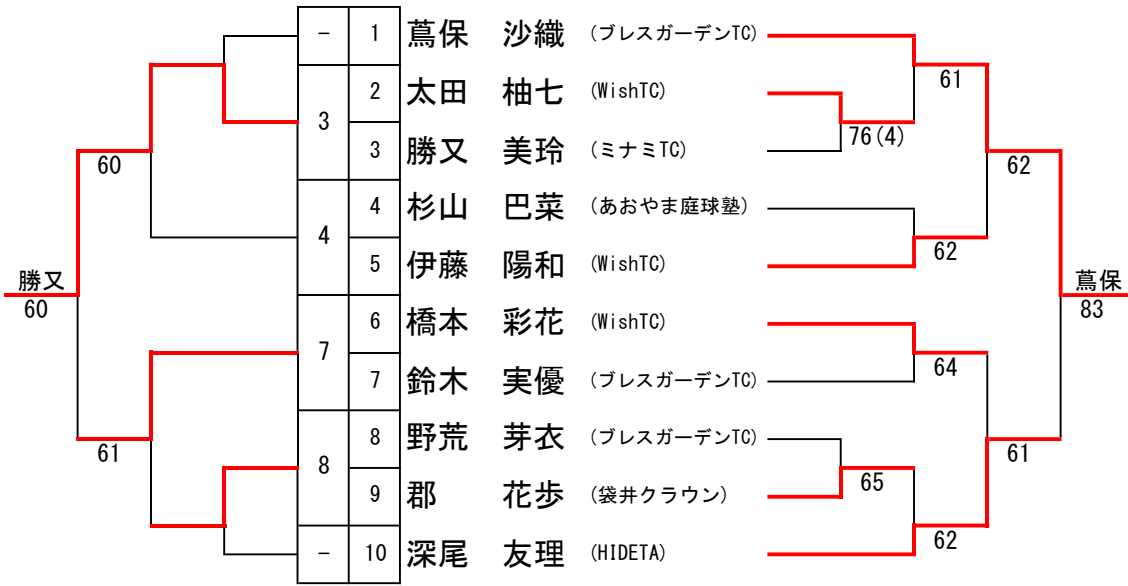 - 1 蔦保 沙織 (ブレスガーデンTC)
2 太田 柚七 (WishTC)
3
3 勝又 美玲 (ミナミTC)
4 杉山 巴菜 (あおやま庭球塾)
4
5 伊藤 陽和 (WishTC)
6 橋本 彩花 (WishTC)
7
7 鈴木 実優 (ブレスガーデンTC)
8 野荒 芽衣 (ブレスガーデンTC)
8
9 郡 花歩 (袋井クラウン)
- 10 深尾 友理 (HIDETA)
60
勝又
60
61
61
76(4)
62
62
蔦保
83
64
61
65
62